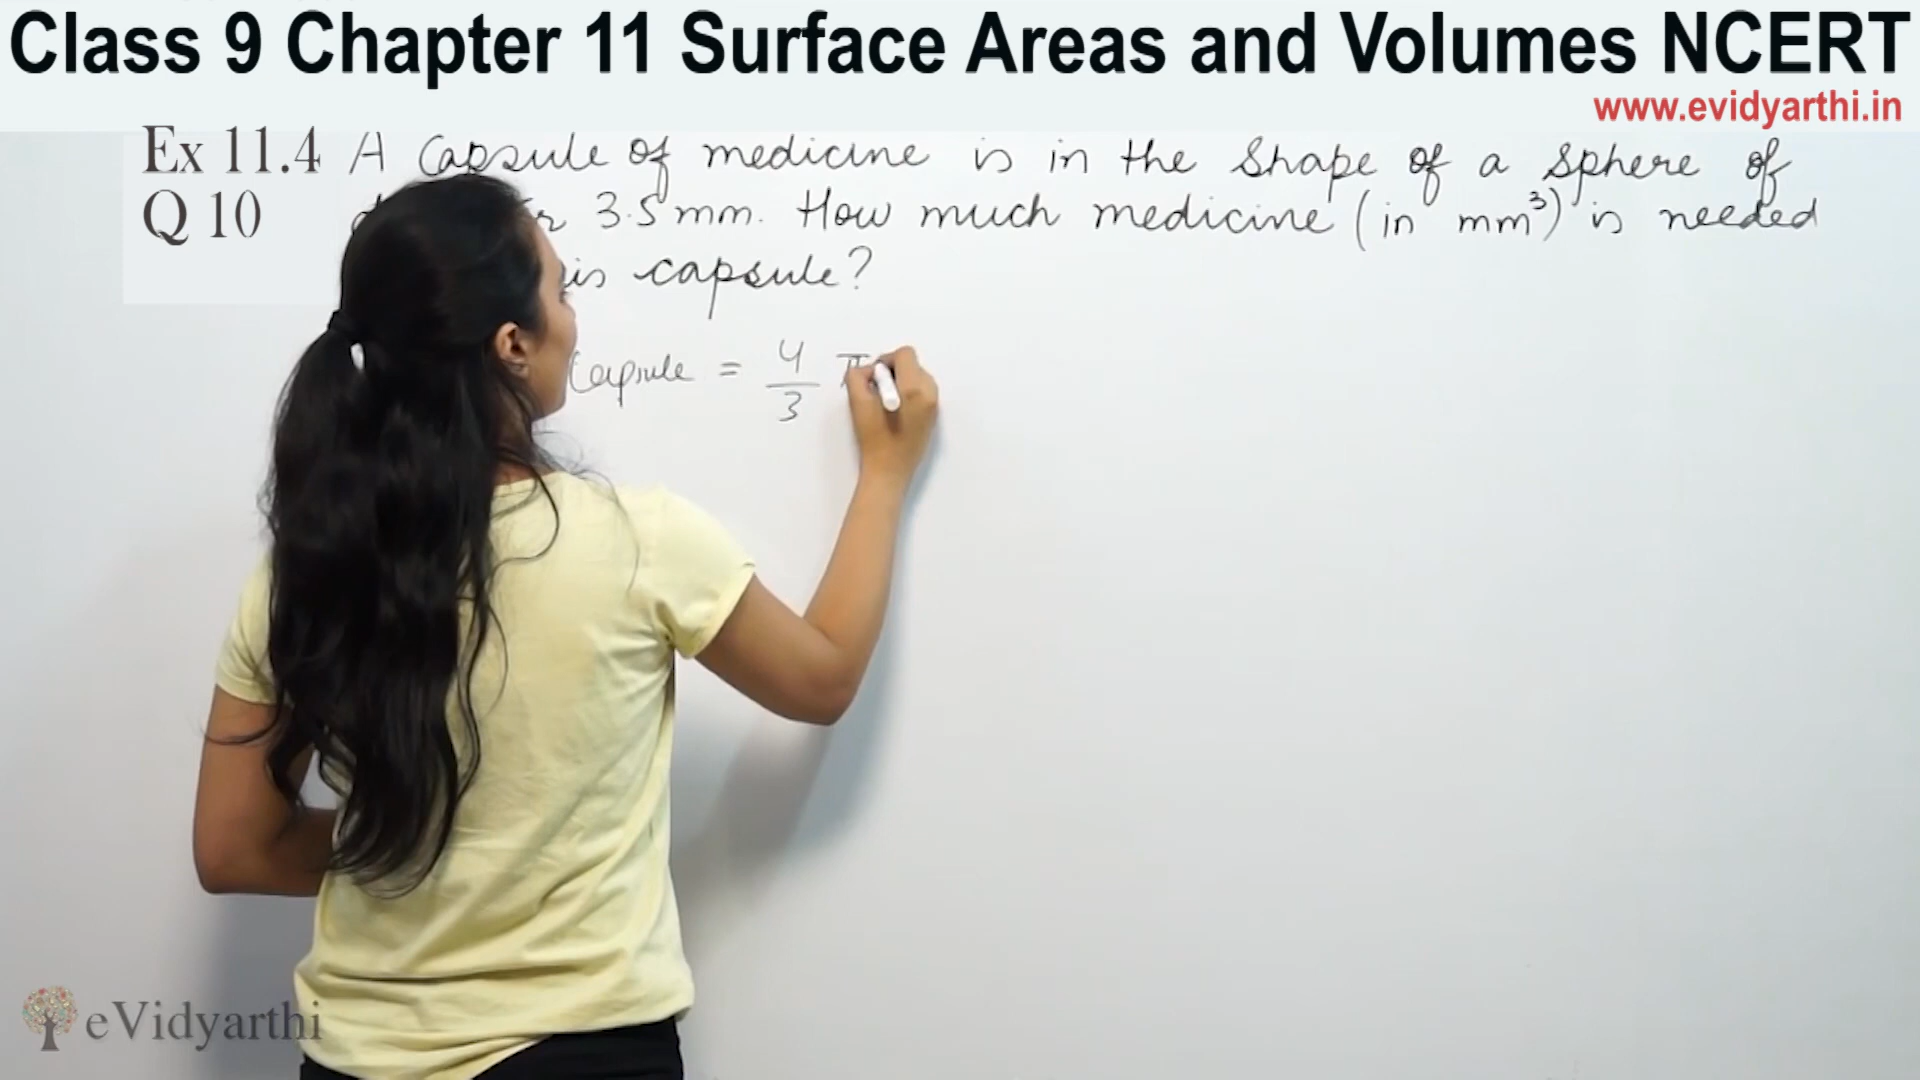 Class 9 Chapter 11 Surface Areas and Volumes NCERT
www.evidyarthi.in
Ex 11.4 A Capsule of medicine is in the Shape of a sphere of
Q 10 3.5 mm. How much medicine (in mm³) is needed
capsule?
Capsule = 4/3 π
eVidyarthi